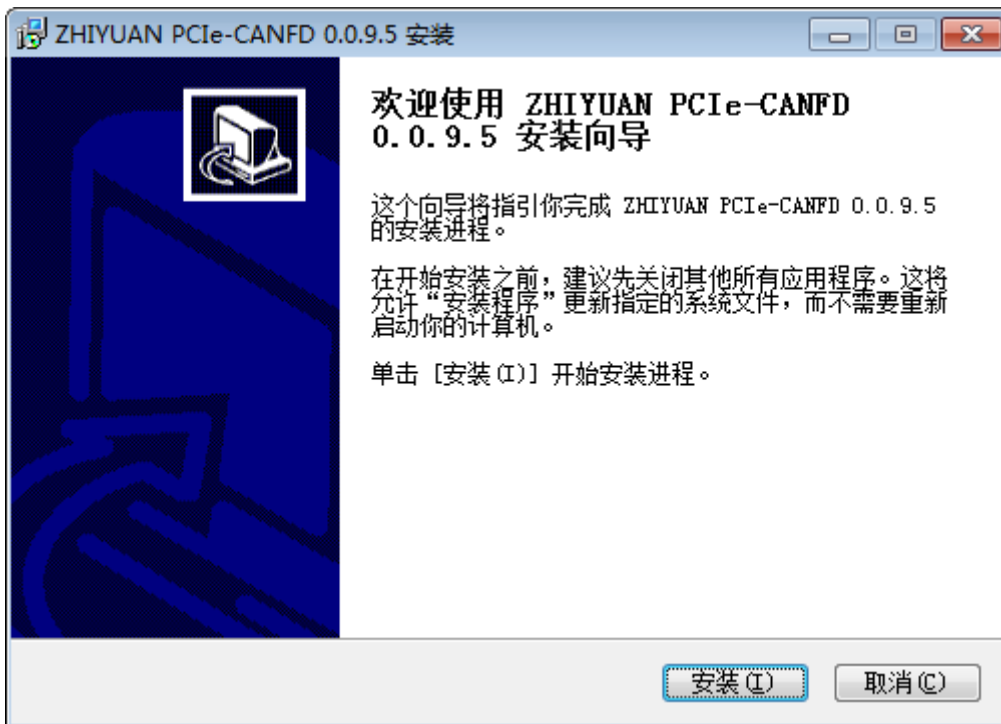 ZHIYUAN PCIe-CANFD 0.0.9.5 安装
欢迎使用 ZHIYUAN PCIe-CANFD
0.0.9.5 安装向导
这个向导将指引你完成 ZHIYUAN PCIe-CANFD 0.0.9.5
的安装进程。
在开始安装之前，建议先关闭其他所有应用程序。这将
允许“安装程序”更新指定的系统文件，而不需要重新
启动你的计算机。
单击 [安装(I)] 开始安装进程。
安装(I)
取消(C)